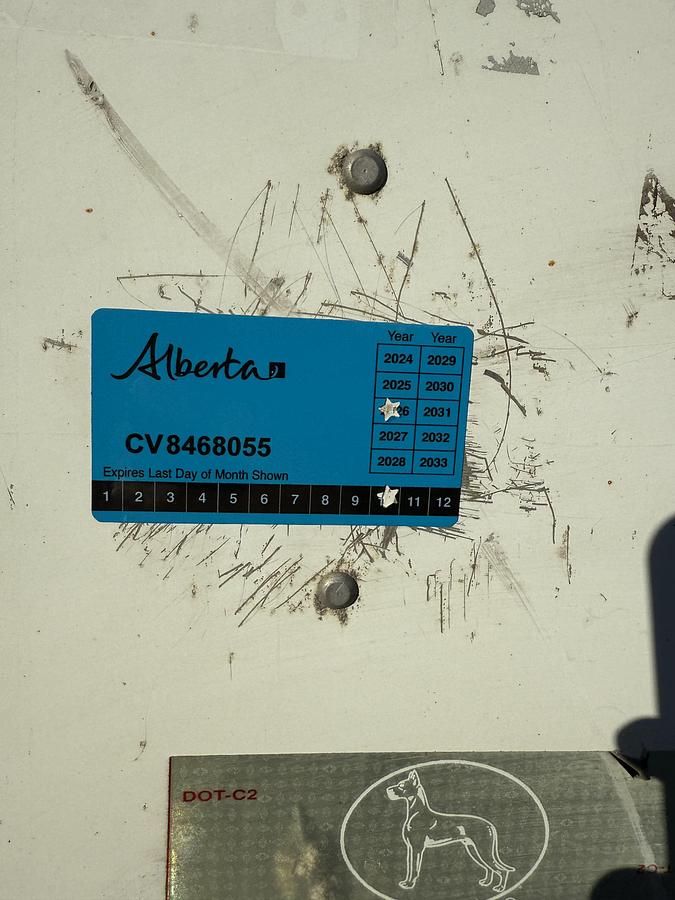 Alberta
Year Year
2024 2029
2025 2030
26 2031
2027 2032
2028 2033
CV8468055
Expires Last Day of Month Shown
1 2 3 4 5 6 7 8 9 11 12
DOT-C2